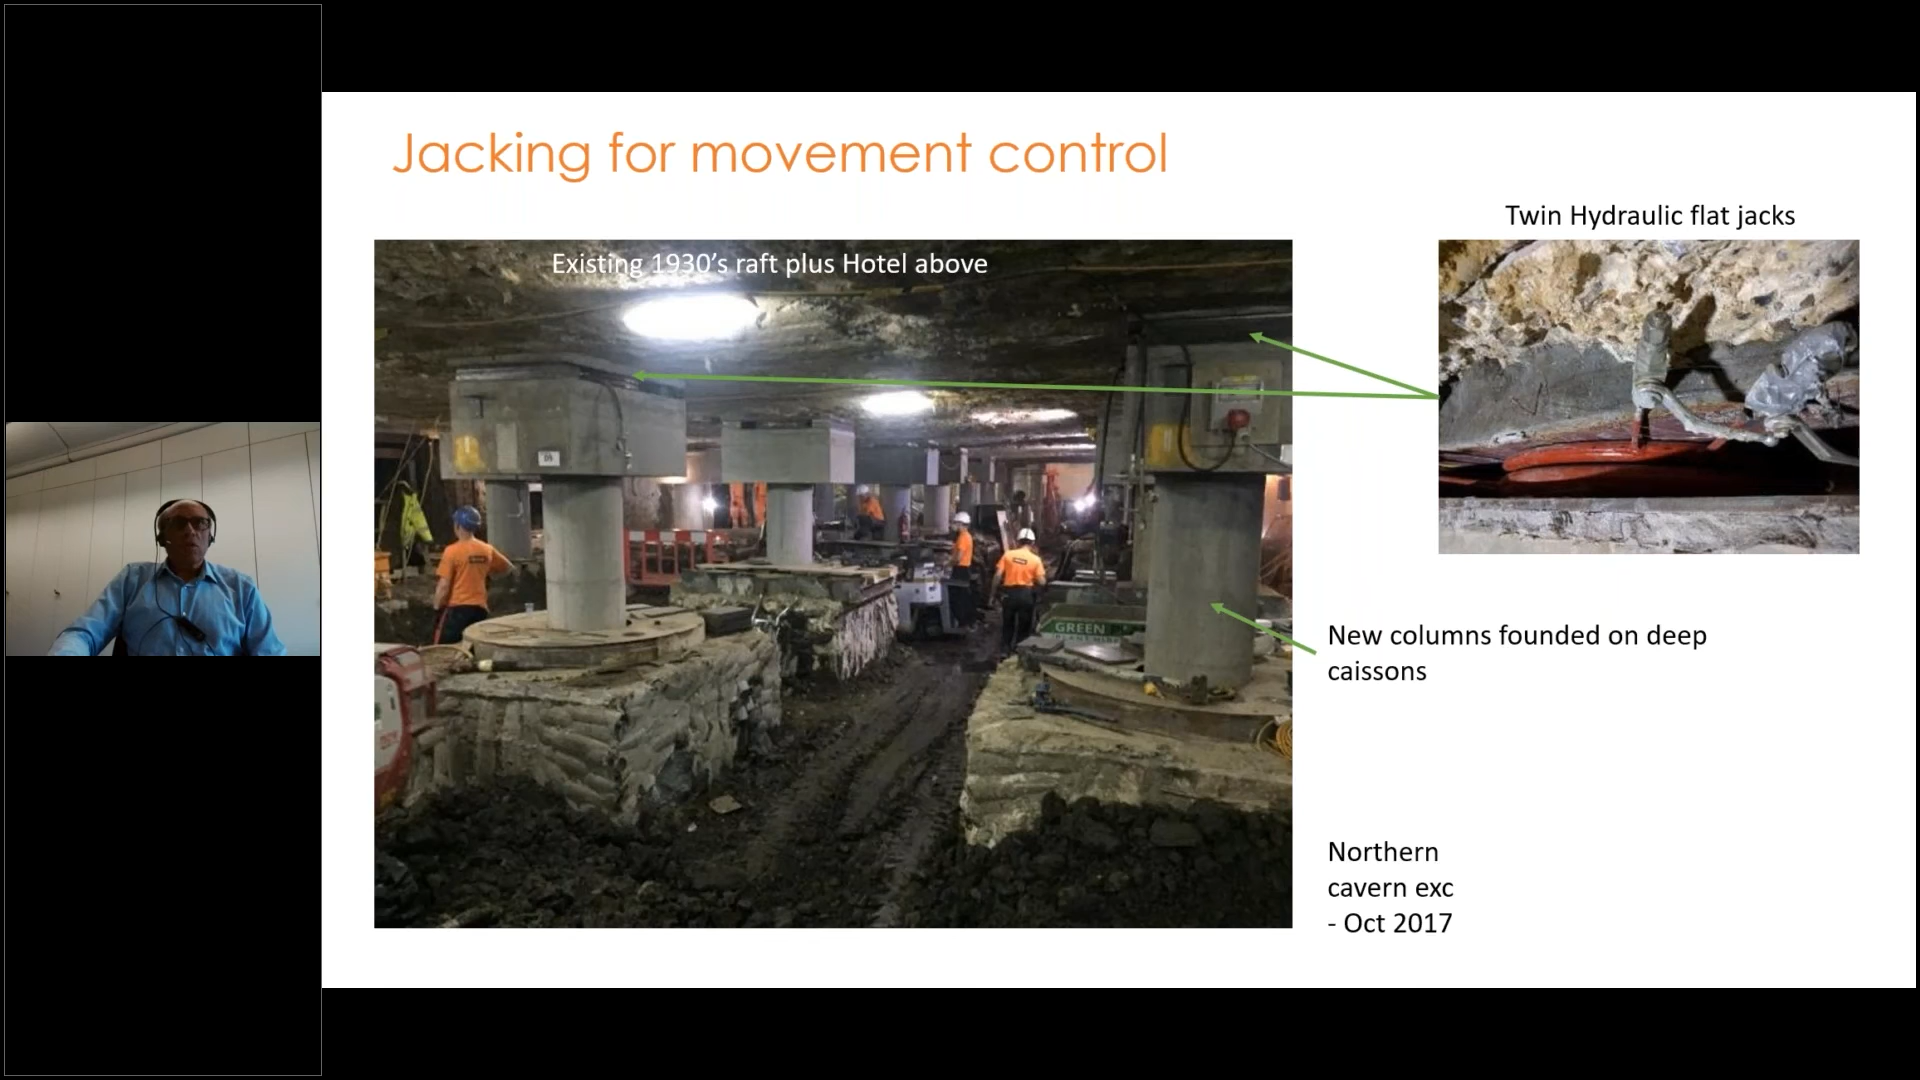 Jacking for movement control
Twin Hydraulic flat jacks
Existing 1930's raft plus Hotel above
GREEN
New columns founded on deep
caissons
Northern
cavern exc
- Oct 2017